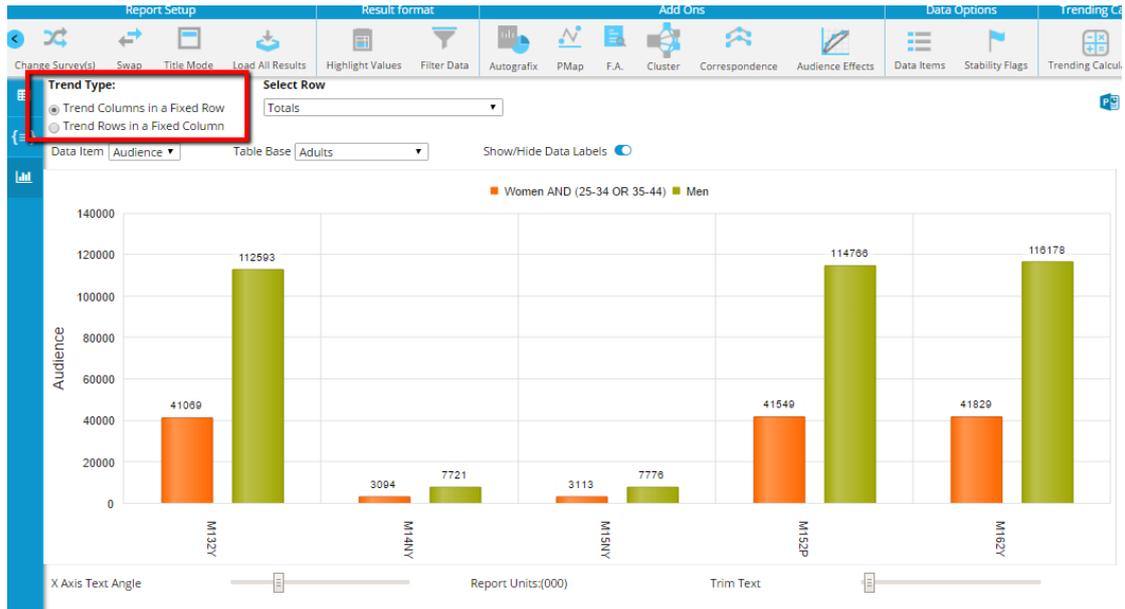 Report Setup
Result format
Add Ons
Data Options
Trending Ca
Change Survey(s)
Swap
Title Mode
Load All Results
Highlight Values
Filter Data
Autografix
PMap
F.A.
Cluster
Correspondence
Audience Effects
Data Items
Stability Flags
Trending Calcul
Trend Type:
Select Row
Trend Columns in a Fixed Row
Totals
Trend Rows in a Fixed Column
Data Item Audience
Table Base Adults
Show/Hide Data Labels
Women AND (25-34 OR 35-44) Men
140000
120000
100000
80000
60000
40000
20000
0
Audience
41069
112593
3094
7721
3113
7776
41549
114766
41829
116178
M132Y
M14NY
M15NY
M152P
M162Y
X Axis Text Angle
Report Units:(000)
Trim Text